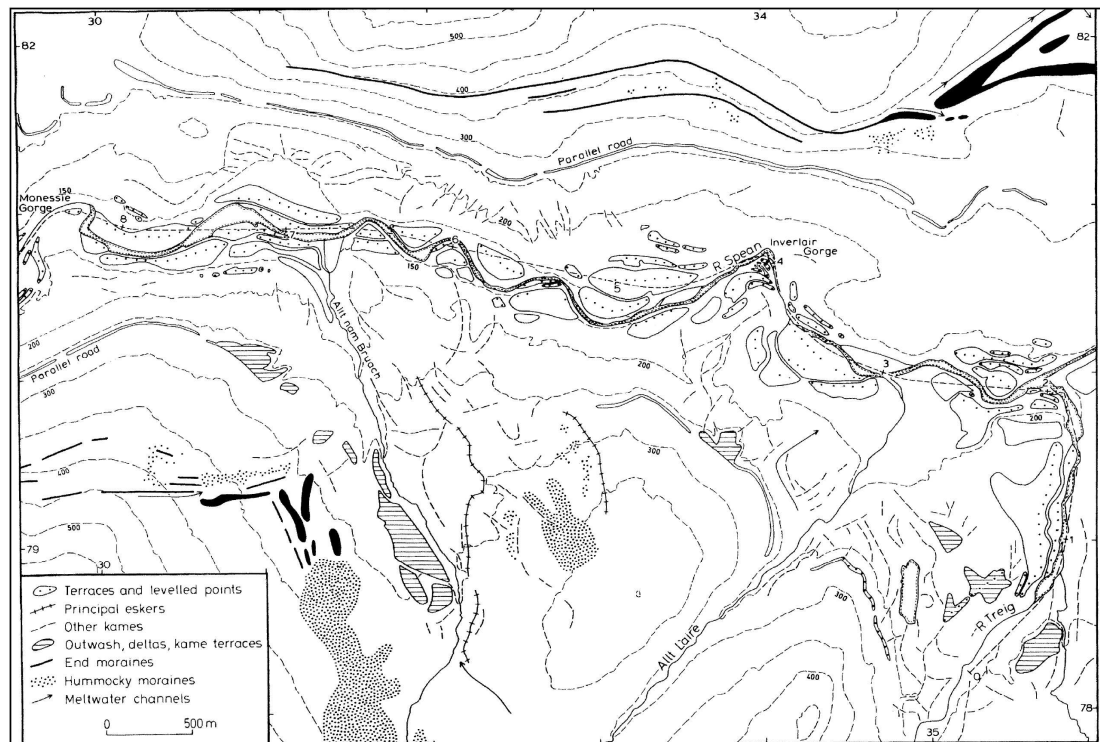 30
34
82
82
500
400
300
Parallel road
150
Monessie
Gorge
8
7
200
6
150
R Spean
Inverlair
Gorge
4
5
3
2
200
Allt nam Bruach
200
Parallel road
200
300
300
400
500
79
30
79
1
Terraces and levelled points
Principal eskers
Other kames
Outwash, deltas, kame terraces
End moraines
Hummocky moraines
Meltwater channels
0 500 m
Allt Laire
300
R Treig
400
35
78